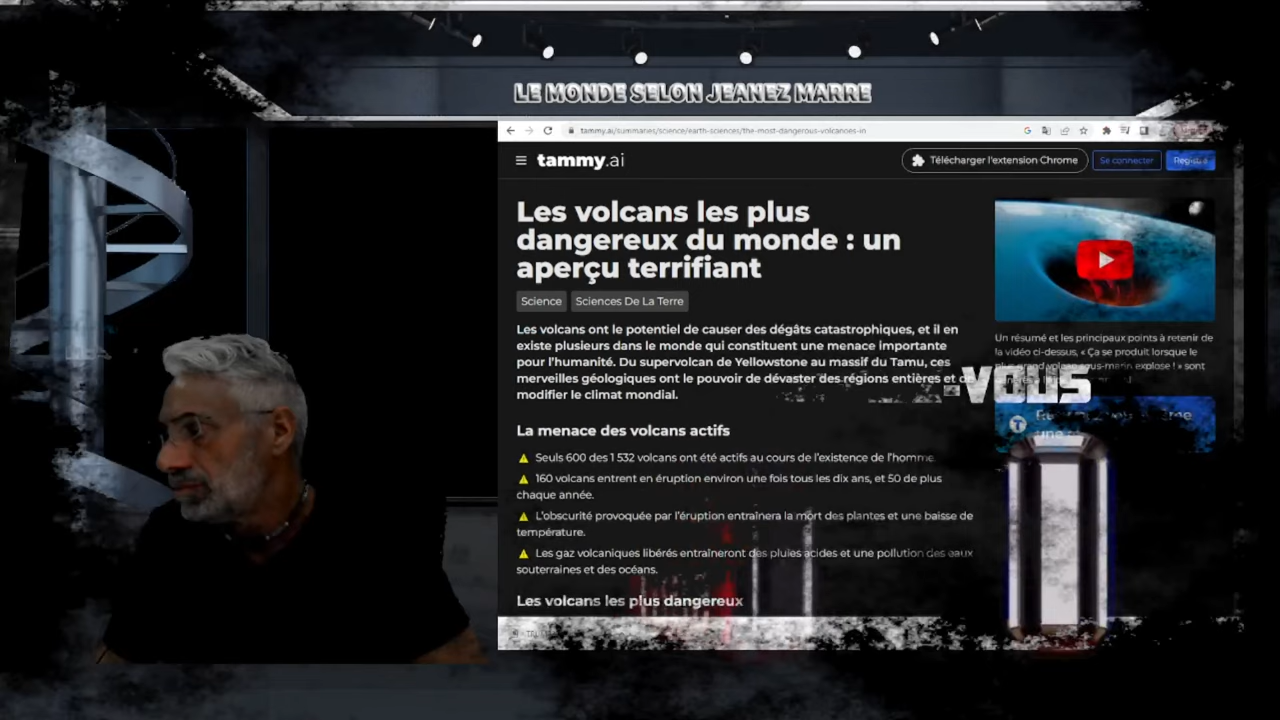 LE MONDE SELON JEANEZ MARRE
tammy.ai/summaries/science/earth-sciences/the-most-dangerous-volcanoes-in
tammy.ai
Télécharger l'extension Chrome
Se connecter
Les volcans les plus
dangereux du monde : un
aperçu terrifiant
Science
Sciences De La Terre
Les volcans ont le potentiel de causer des dégâts catastrophiques, et il en
existe plusieurs dans le monde qui constituent une menace importante
pour l'humanité. Du supervolcan de Yellowstone au massif du Tamu, ces
merveilles géologiques ont le pouvoir de dévaster des régions entières et de
modifier le climat mondial.
La menace des volcans actifs
Seuls 600 des 1 532 volcans ont été actifs au cours de l'existence de l'homme.
160 volcans entrent en éruption environ une fois tous les dix ans, et 50 de plus
chaque année.
L'obscurité provoquée par l'éruption entraînera la mort des plantes et une baisse de
température.
Les gaz volcaniques libérés entraîneront des pluies acides et une pollution des eaux
souterraines et des océans.
Les volcans les plus dangereux
Un résumé et les principaux points à retenir de
la vidéo ci-dessus, « Ça se produit lorsque le
plus grand volcan sous-marin explose ! » sont
-VOUS